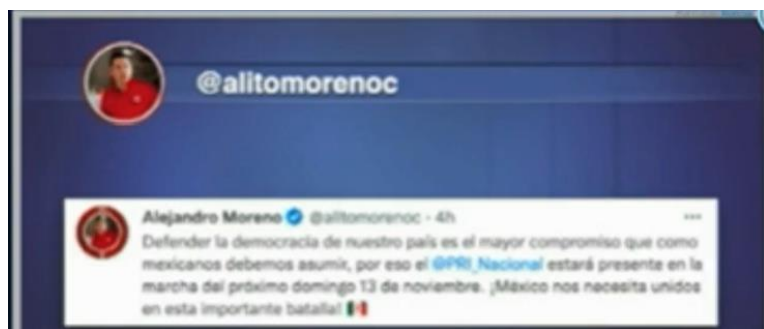 @alitomorenoc
Alejandro Moreno @alitomorenoc - 4h
Defender la democracia de nuestro país es el mayor compromiso que como
mexicanos debemos asumir, por eso el @PRI_Nacional estará presente en la
marcha del próximo domingo 13 de noviembre. ¡México nos necesita unidos
en esta importante batalla! 🇲🇽